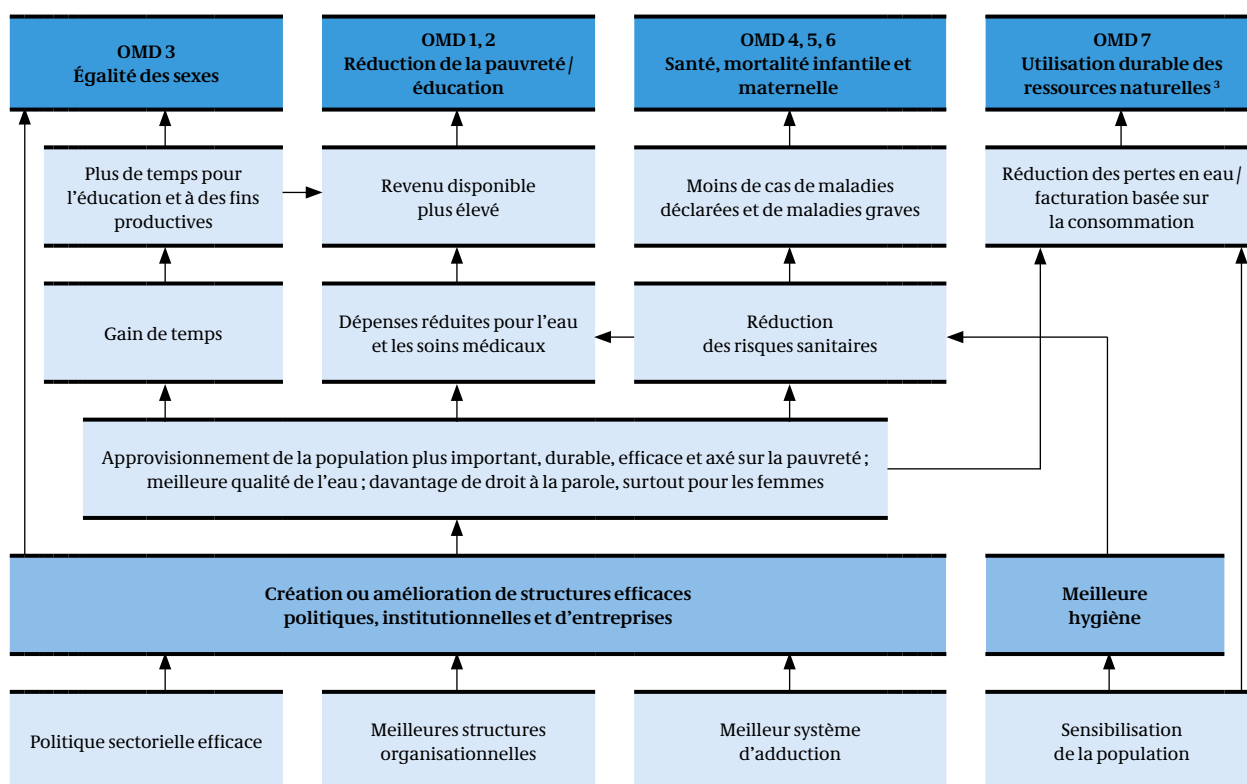 OMD 3
Égalité des sexes
OMD 1, 2
Réduction de la pauvreté /
éducation
OMD 4, 5, 6
Santé, mortalité infantile et
maternelle
OMD 7
Utilisation durable des
ressources naturelles ³
Plus de temps pour
l’éducation et à des fins
productives
Revenu disponible
plus élevé
Moins de cas de maladies
déclarées et de maladies graves
Réduction des pertes en eau /
facturation basée sur
la consommation
Gain de temps
Dépenses réduites pour l’eau
et les soins médicaux
Réduction
des risques sanitaires
Approvisionnement de la population plus important, durable, efficace et axé sur la pauvreté ;
meilleure qualité de l’eau ; davantage de droit à la parole, surtout pour les femmes
Création ou amélioration de structures efficaces
politiques, institutionnelles et d’entreprises
Meilleure
hygiène
Politique sectorielle efficace
Meilleures structures
organisationnelles
Meilleur système
d’adduction
Sensibilisation
de la population